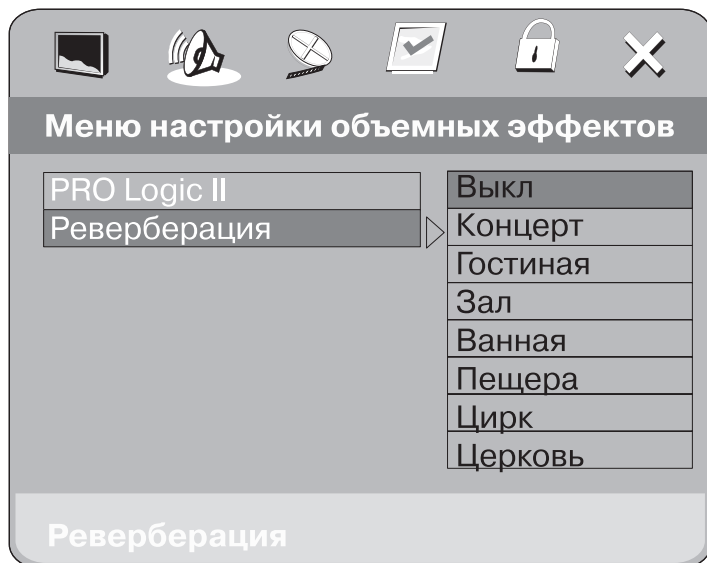 Меню настройки объемных эффектов
PRO Logic II
Реверберация
Выкл
Концерт
Гостиная
Зал
Ванная
Пещера
Цирк
Церковь
Реверберация